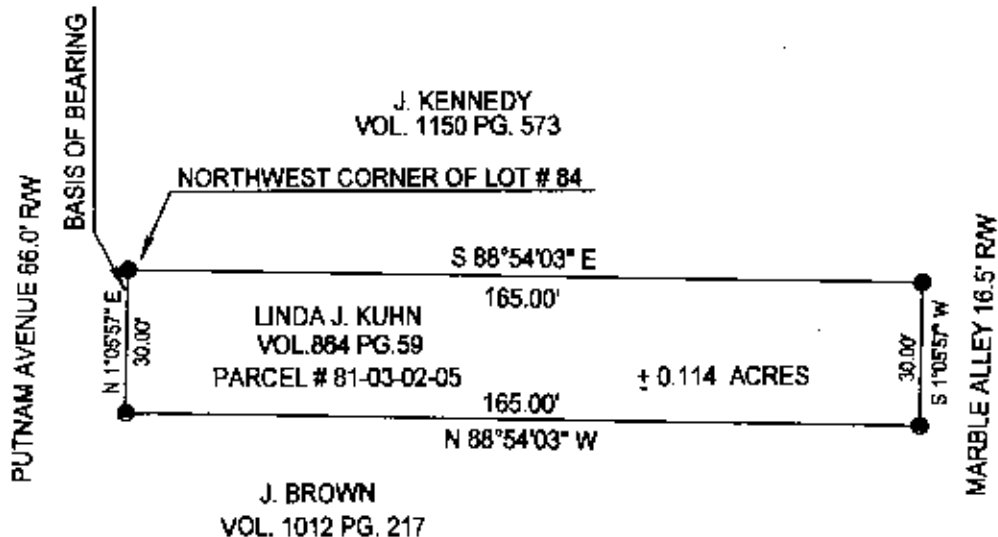 BASIS OF BEARING
PUTNAM AVENUE 66.0' R/W
J. KENNEDY
VOL. 1150 PG. 573
NORTHWEST CORNER OF LOT # 84
S 88°54'03" E
165.00'
N 1°05'57" E
30.00'
LINDA J. KUHN
VOL.864 PG.59
PARCEL # 81-03-02-05
± 0.114 ACRES
30.00'
S 1°05'57" W
MARBLE ALLEY 16.5' R/W
165.00'
N 88°54'03" W
J. BROWN
VOL. 1012 PG. 217